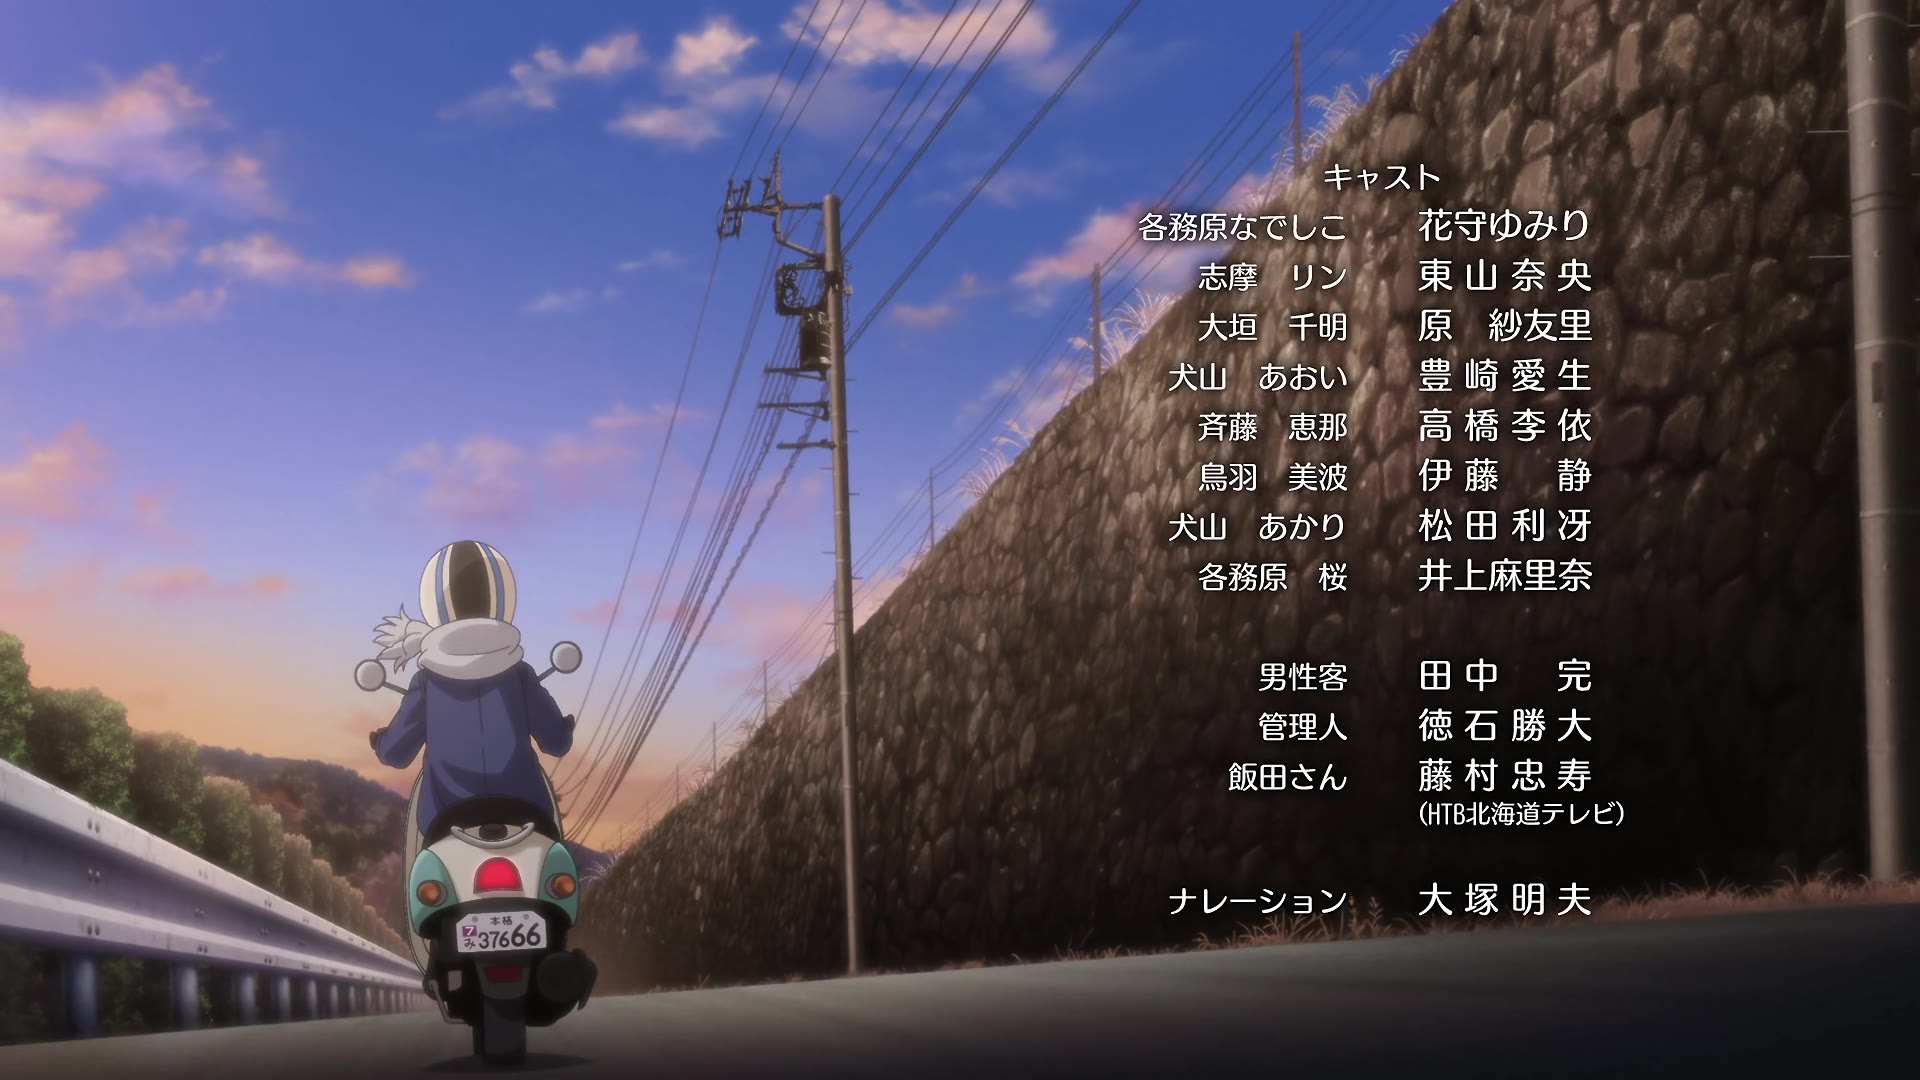 キャスト
各務原なでしこ 花守ゆみり
志摩 リン 東山奈央
大垣 千明 原 紗友里
犬山 あおい 豊崎愛生
斉藤 恵那 高橋李依
鳥羽 美波 伊藤 静
犬山 あかり 松田利冴
各務原 桜 井上麻里奈
男性客 田中 完
管理人 徳石勝大
飯田さん 藤村忠寿
(HTB北海道テレビ)
ナレーション 大塚明夫
本栖
7
み 37666